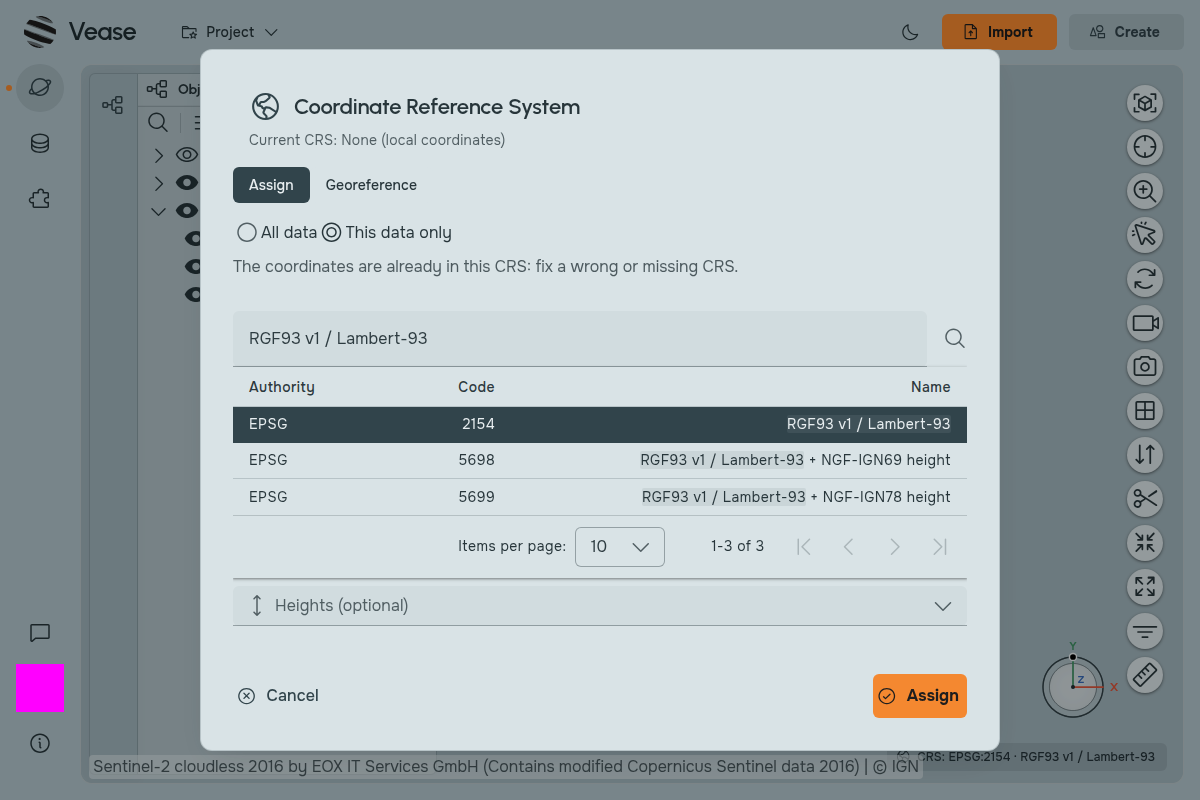 Vease
Project
Import
Create
Obj
Coordinate Reference System
Current CRS: None (local coordinates)
Assign
Georeference
All data
This data only
The coordinates are already in this CRS: fix a wrong or missing CRS.
RGF93 v1 / Lambert-93
Authority Code Name
EPSG 2154 RGF93 v1 / Lambert-93
EPSG 5698 RGF93 v1 / Lambert-93 + NGF-IGN69 height
EPSG 5699 RGF93 v1 / Lambert-93 + NGF-IGN78 height
Items per page: 10 1-3 of 3
Heights (optional)
Cancel
Assign
Y
Z
X
CRS: EPSG:2154 · RGF93 v1 / Lambert-93
Sentinel-2 cloudless 2016 by EOX IT Services GmbH (Contains modified Copernicus Sentinel data 2016) | © IGN